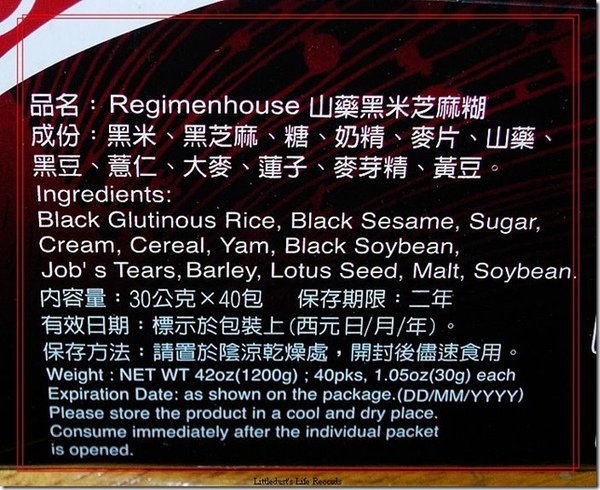 品名：Regimenhouse 山藥黑米芝麻糊
成份：黑米、黑芝麻、糖、奶精、麥片、山藥、
黑豆、薏仁、大麥、蓮子、麥芽精、黃豆。
Ingredients:
Black Glutinous Rice, Black Sesame, Sugar,
Cream, Cereal, Yam, Black Soybean,
Job's Tears, Barley, Lotus Seed, Malt, Soybean.
內容量：30公克×40包 保存期限：二年
有效日期：標示於包裝上(西元日/月/年)。
保存方法：請置於陰涼乾燥處，開封後儘速食用。
Weight : NET WT 42oz(1200g) ; 40pks, 1.05oz(30g) each
Expiration Date: as shown on the package.(DD/MM/YYYY)
Please store the product in a cool and dry place.
Consume immediately after the individual packet
is opened.
Littledust's Life Records